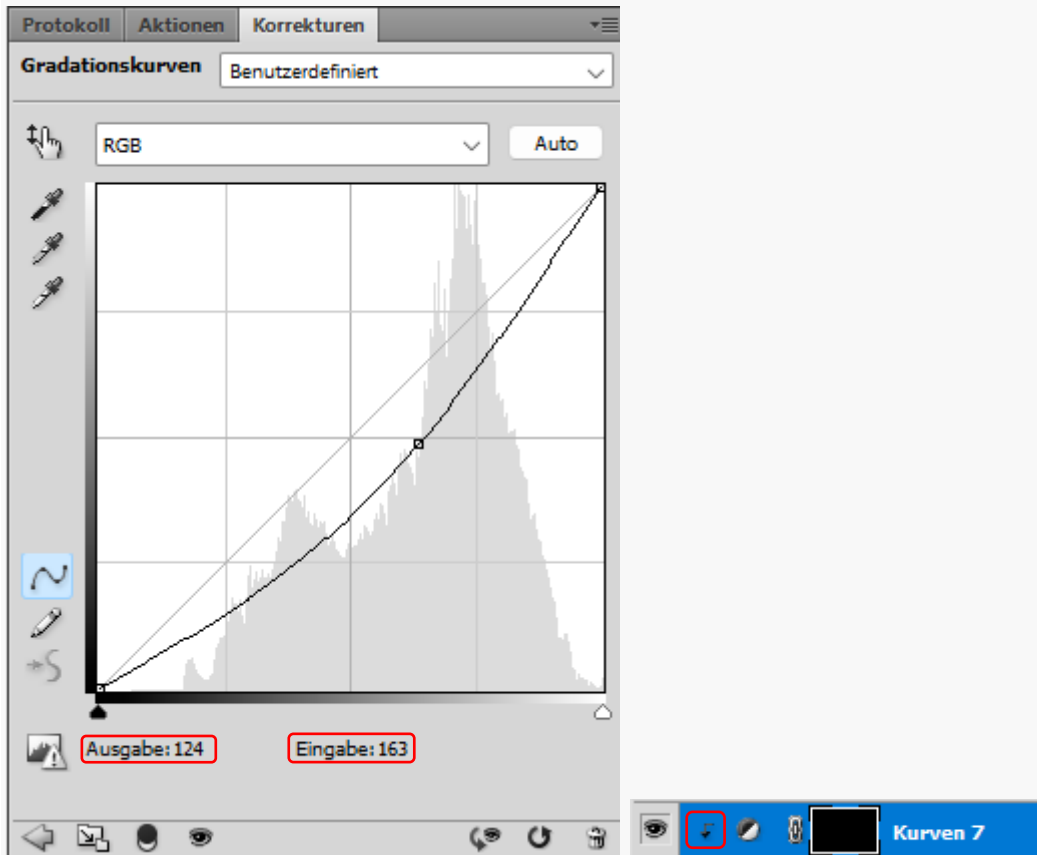 Protokoll Aktionen Korrekturen
Gradationskurven Benutzerdefiniert
RGB Auto
Ausgabe: 124 Eingabe: 163
Kurven 7